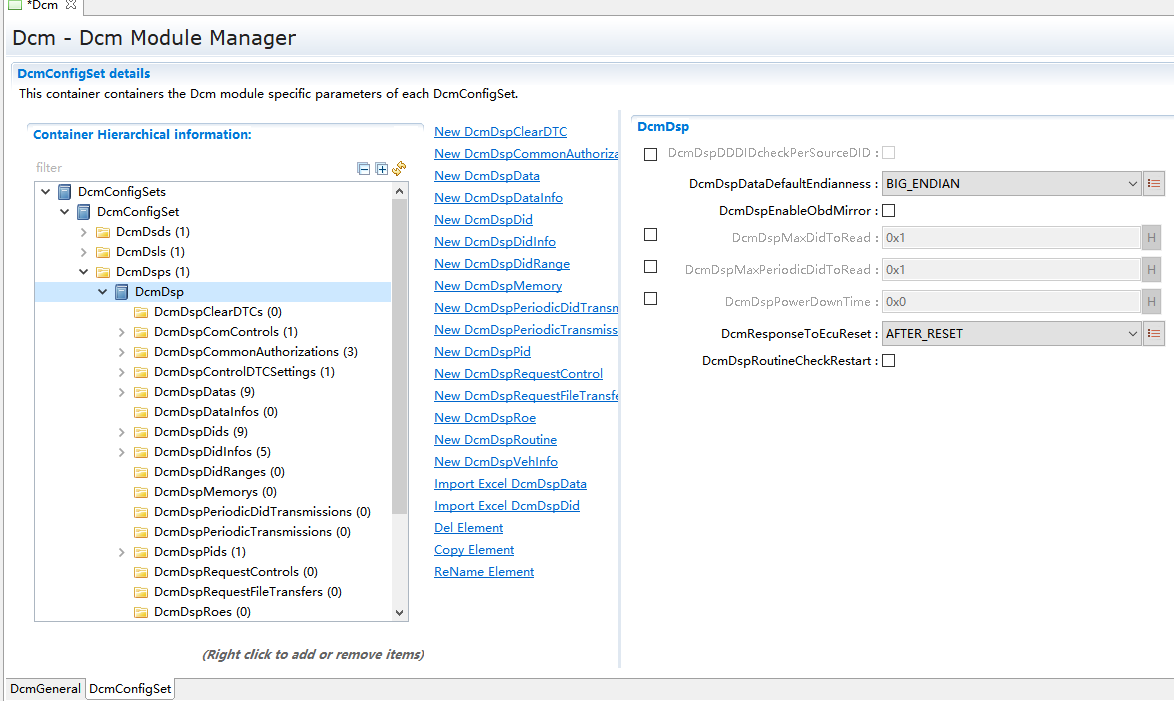 *Dcm
Dcm - Dcm Module Manager
DcmConfigSet details
This container containers the Dcm module specific parameters of each DcmConfigSet.
Container Hierarchical information:
filter
DcmConfigSets
DcmConfigSet
DcmDsds (1)
DcmDsls (1)
DcmDsps (1)
DcmDsp
DcmDspClearDTCs (0)
DcmDspComControls (1)
DcmDspCommonAuthorizations (3)
DcmDspControlDTCSettings (1)
DcmDspDatas (9)
DcmDspDataInfos (0)
DcmDspDids (9)
DcmDspDidInfos (5)
DcmDspDidRanges (0)
DcmDspMemorys (0)
DcmDspPeriodicDidTransmissions (0)
DcmDspPeriodicTransmissions (0)
DcmDspPids (1)
DcmDspRequestControls (0)
DcmDspRequestFileTransfers (0)
DcmDspRoes (0)
(Right click to add or remove items)
New DcmDspClearDTC
New DcmDspCommonAuthoriza
New DcmDspData
New DcmDspDataInfo
New DcmDspDid
New DcmDspDidInfo
New DcmDspDidRange
New DcmDspMemory
New DcmDspPeriodicDidTransn
New DcmDspPeriodicTransmiss
New DcmDspPid
New DcmDspRequestControl
New DcmDspRequestFileTransfe
New DcmDspRoe
New DcmDspRoutine
New DcmDspVehInfo
Import Excel DcmDspData
Import Excel DcmDspDid
Del Element
Copy Element
ReName Element
DcmDsp
DcmDspDDDIDcheckPerSourceDID :
DcmDspDataDefaultEndianness : BIG_ENDIAN
DcmDspEnableObdMirror :
DcmDspMaxDidToRead : 0x1 H
DcmDspMaxPeriodicDidToRead : 0x1 H
DcmDspPowerDownTime : 0x0 H
DcmResponseToEcuReset : AFTER_RESET
DcmDspRoutineCheckRestart :
DcmGeneral DcmConfigSet